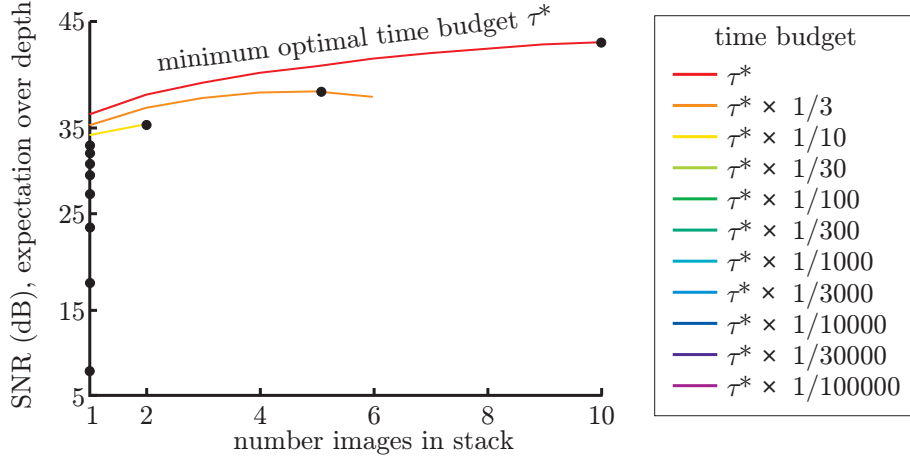 SNR (dB), expectation over depth
45
35
25
15
5
minimum optimal time budget τ*
1 2 4 6 8 10
number images in stack
time budget
τ*
τ* × 1/3
τ* × 1/10
τ* × 1/30
τ* × 1/100
τ* × 1/300
τ* × 1/1000
τ* × 1/3000
τ* × 1/10000
τ* × 1/30000
τ* × 1/100000